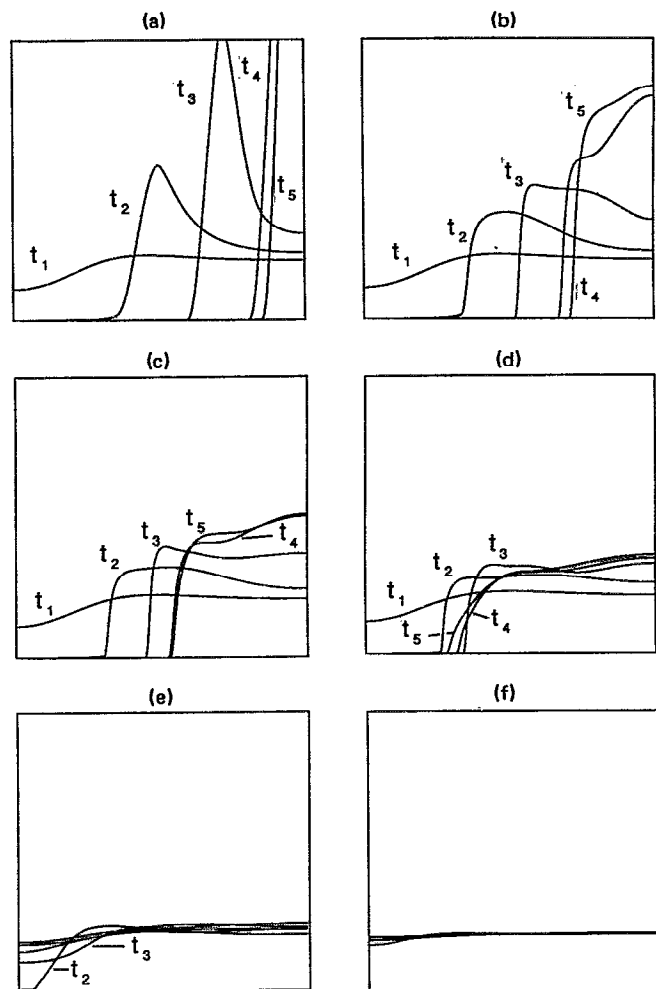 (a)
t₁
t₂
t₃
t₄
t₅
(b)
t₁
t₂
t₃
t₅
t₄
(c)
t₁
t₂
t₃
t₅
t₄
(d)
t₁
t₂
t₃
t₅
t₄
(e)
t₃
t₂
(f)